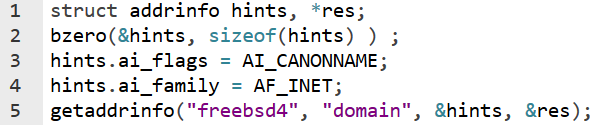 1 struct addrinfo hints, *res;
2 bzero(&hints, sizeof(hints) ) ;
3 hints.ai_flags = AI_CANONNAME;
4 hints.ai_family = AF_INET;
5 getaddrinfo("freebsd4", "domain", &hints, &res);